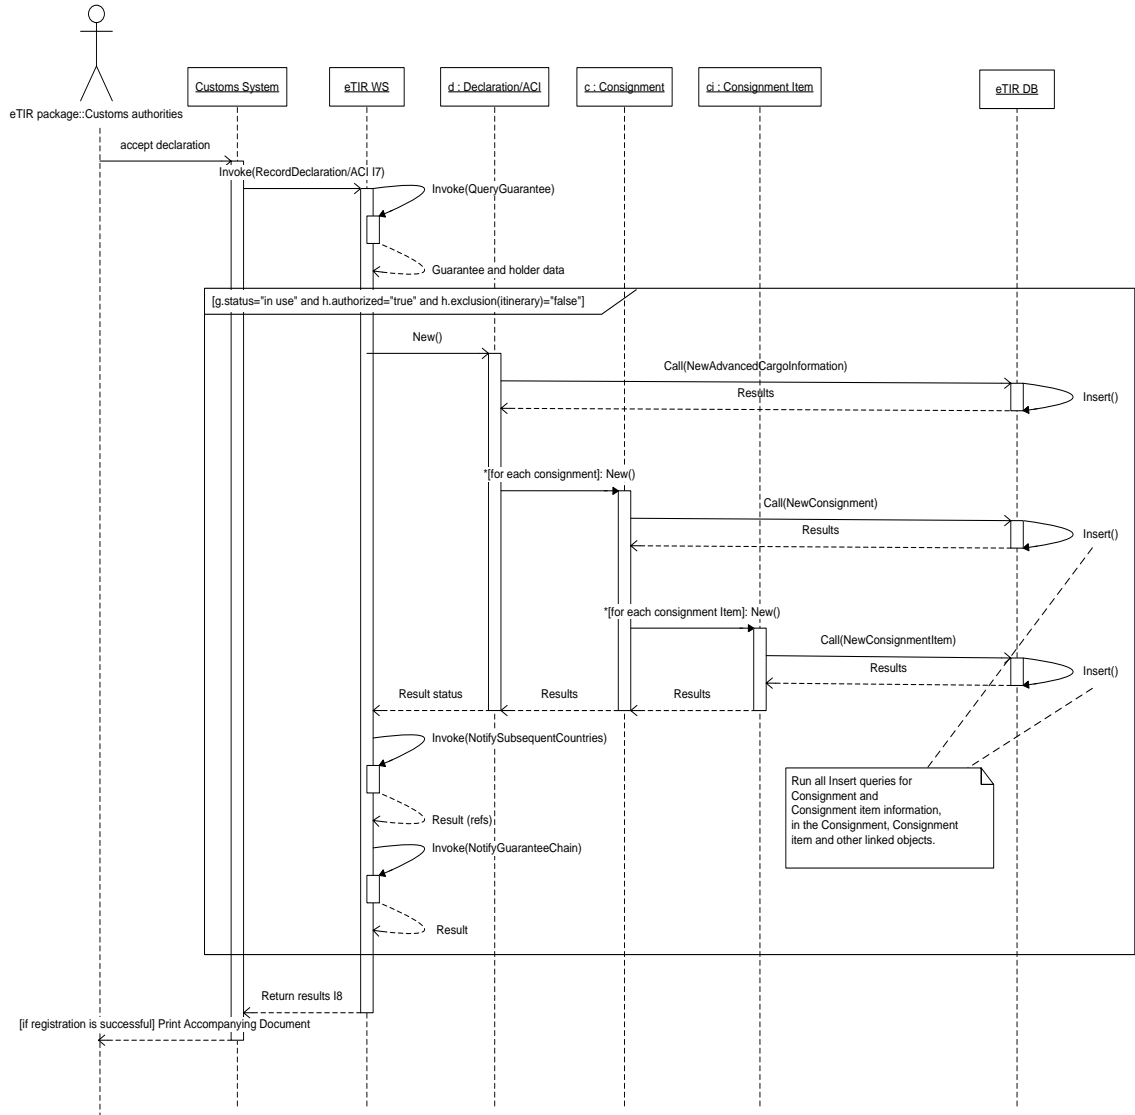 Customs System
eTIR WS
d : Declaration/ACI
c : Consignment
ci : Consignment Item
eTIR DB
eTIR package::Customs authorities
accept declaration
Invoke(RecordDeclaration/ACI I7)
Invoke(QueryGuarantee)
Guarantee and holder data
[g.status="in use" and h.authorized="true" and h.exclusion(itinerary)="false"]
New()
Call(NewAdvancedCargoInformation)
Results
Insert()
*[for each consignment]: New()
Call(NewConsignment)
Results
Insert()
*[for each consignment Item]: New()
Call(NewConsignmentItem)
Results
Insert()
Result status
Results
Results
Invoke(NotifySubsequentCountries)
Run all Insert queries for
Consignment and
Consignment item information,
in the Consignment, Consignment
item and other linked objects.
Result (refs)
Invoke(NotifyGuaranteeChain)
Result
Return results I8
[if registration is successful] Print Accompanying Document